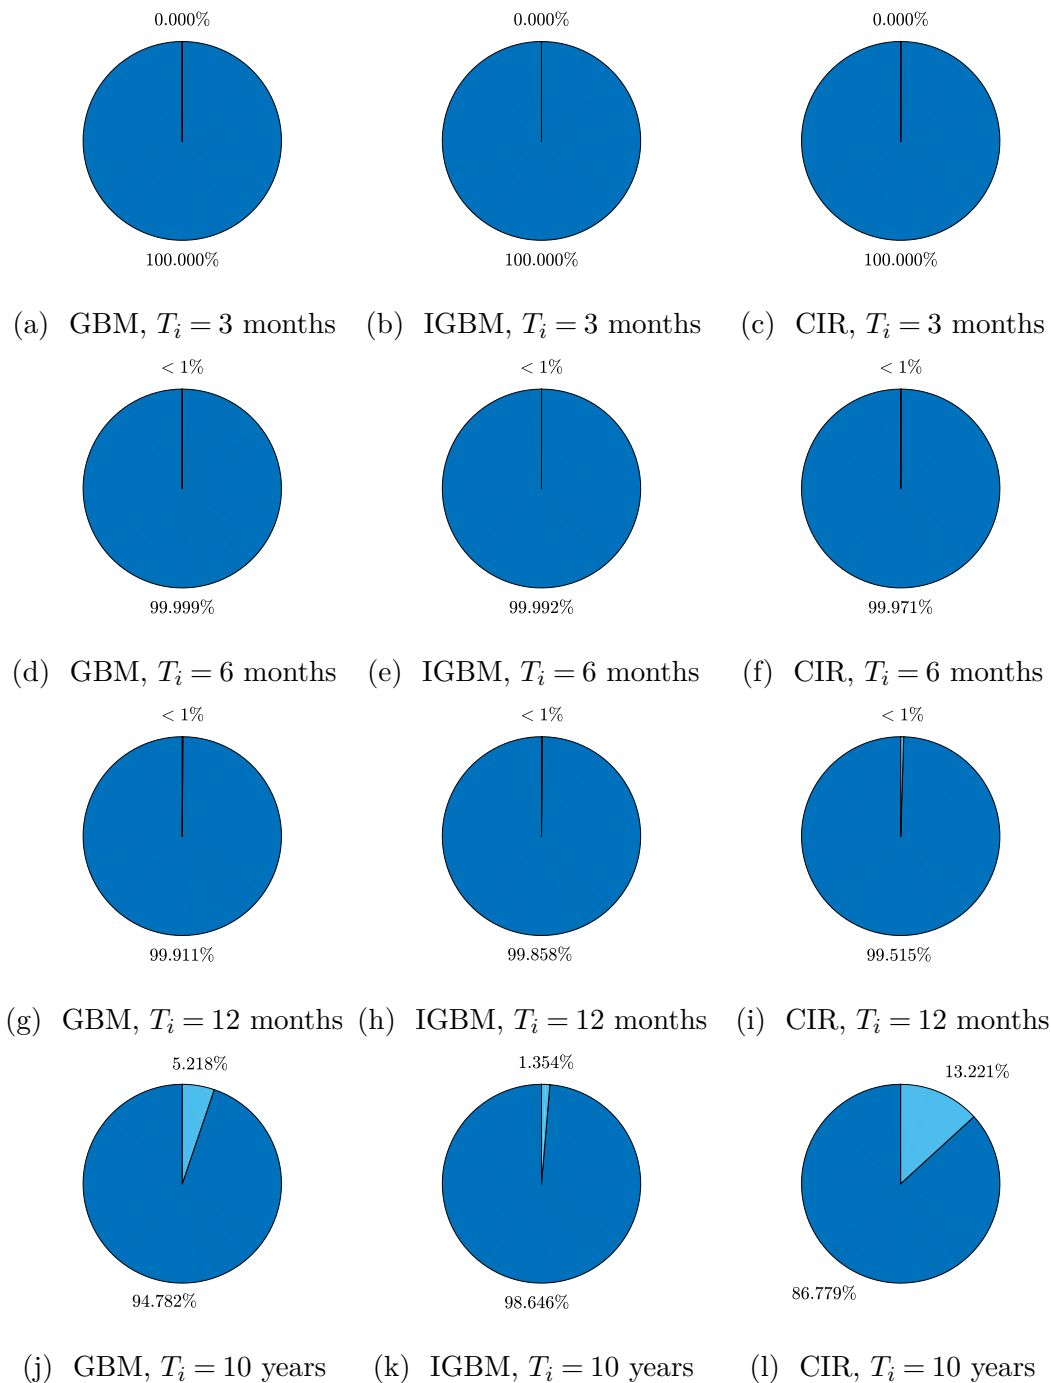 0.000% 0.000% 0.000%
100.000% 100.000% 100.000%
(a) GBM, T_i = 3 months (b) IGBM, T_i = 3 months (c) CIR, T_i = 3 months
< 1% < 1% < 1%
99.999% 99.992% 99.971%
(d) GBM, T_i = 6 months (e) IGBM, T_i = 6 months (f) CIR, T_i = 6 months
< 1% < 1% < 1%
99.911% 99.858% 99.515%
(g) GBM, T_i = 12 months (h) IGBM, T_i = 12 months (i) CIR, T_i = 12 months
5.218% 1.354% 13.221%
94.782% 98.646% 86.779%
(j) GBM, T_i = 10 years (k) IGBM, T_i = 10 years (l) CIR, T_i = 10 years